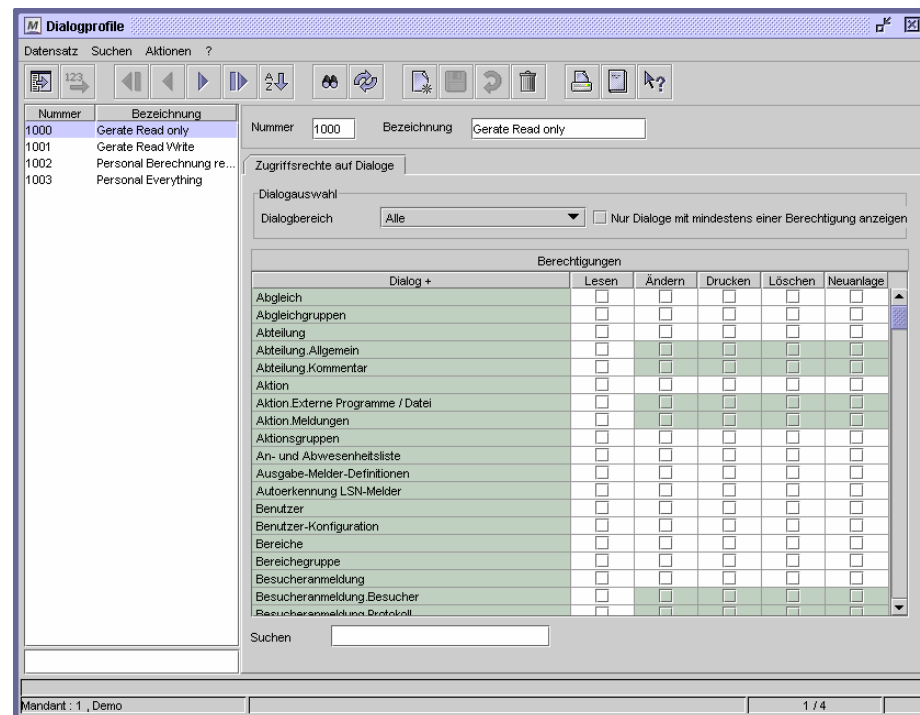 M Dialogprofile
Datensatz Suchen Aktionen ?
123
A
2
?
Nummer Bezeichnung
1000 Gerate Read only
1001 Gerate Read Write
1002 Personal Berechnung re...
1003 Personal Everything
Nummer 1000 Bezeichnung Gerate Read only
Zugriffsrechte auf Dialoge
Dialogauswahl
Dialogbereich Alle Nur Dialoge mit mindestens einer Berechtigung anzeigen
Berechtigungen
Dialog + Lesen Ändern Drucken Löschen Neuanlage
Abgleich
Abgleichgruppen
Abteilung
Abteilung.Allgemein
Abteilung.Kommentar
Aktion
Aktion.Externe Programme / Datei
Aktion.Meldungen
Aktionsgruppen
An- und Abwesenheitsliste
Ausgabe-Melder-Definitionen
Autoerkennung LSN-Melder
Benutzer
Benutzer-Konfiguration
Bereiche
Bereichegruppe
Besucheranmeldung
Besucheranmeldung.Besucher
Besucheranmeldung.Protokoll
Suchen
Mandant : 1 , Demo 1 / 4